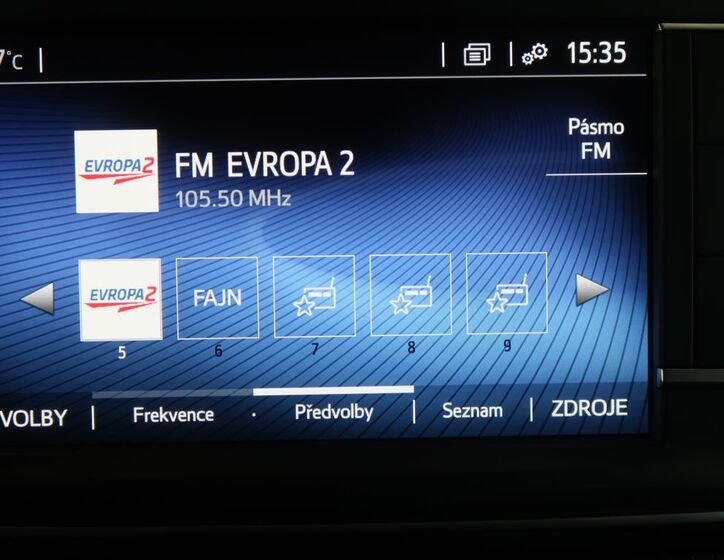 7°C
15:35
Pásmo
FM
EVROPA 2
FM EVROPA 2
105.50 MHz
EVROPA 2
FAJN
5
6
7
8
9
VOLBY
Frekvence
Předvolby
Seznam
ZDROJE